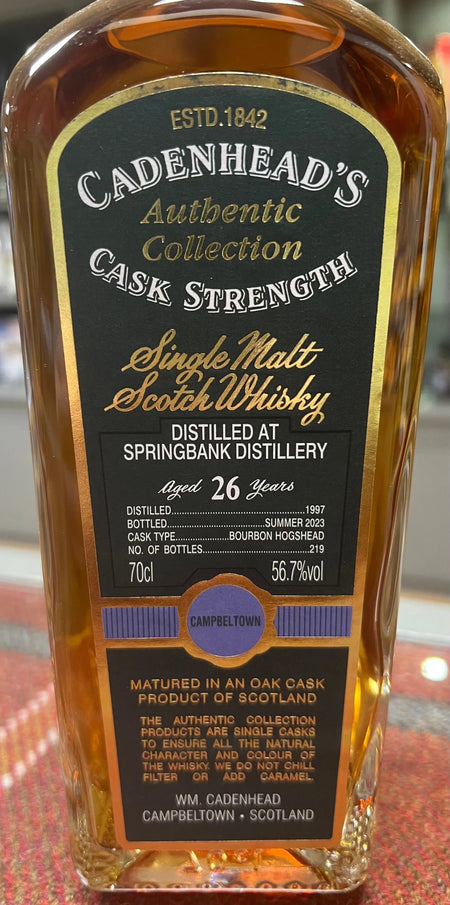 ESTD.1842
CADENHEAD'S
Authentic
Collection
CASK STRENGTH
Single Malt
Scotch Whisky
DISTILLED AT
SPRINGBANK DISTILLERY
Aged 26 Years
DISTILLED..............................................1997
BOTTLED..................................SUMMER 2023
CASK TYPE..................BOURBON HOGSHEAD
NO. OF BOTTLES......................................219
70cl 56.7%vol
CAMPBELTOWN
MATURED IN AN OAK CASK
PRODUCT OF SCOTLAND
THE AUTHENTIC COLLECTION
PRODUCTS ARE SINGLE CASKS
TO ENSURE ALL THE NATURAL
CHARACTER AND COLOUR OF
THE WHISKY. WE DO NOT CHILL
FILTER OR ADD CARAMEL.
WM. CADENHEAD
CAMPBELTOWN • SCOTLAND